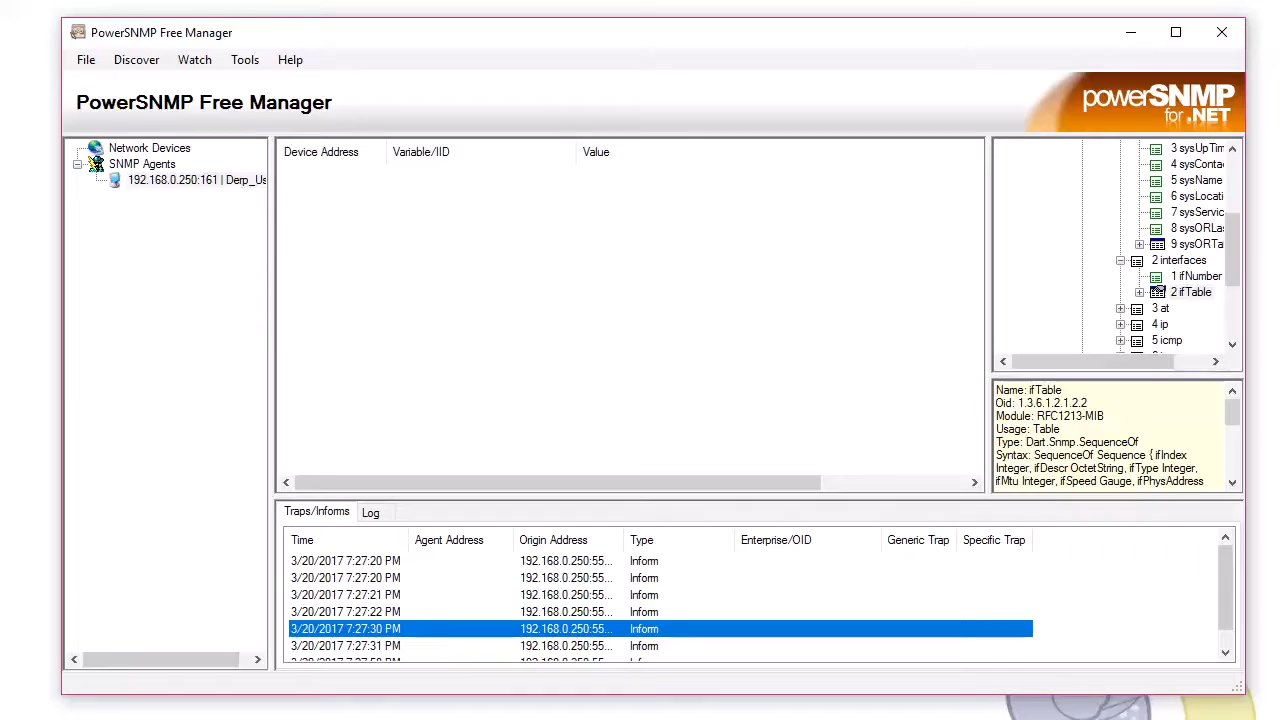 PowerSNMP Free Manager
File Discover Watch Tools Help
PowerSNMP Free Manager
powerSNMP
for .NET
Network Devices
SNMP Agents
192.168.0.250:161 | Derp_Us
Device Address Variable/IID Value
3 sysUpTim
4 sysConta
5 sysName
6 sysLocati
7 sysServic
8 sysORLa
9 sysORTa
2 interfaces
1 ifNumber
2 ifTable
3 at
4 ip
5 icmp
Name: ifTable
Oid: 1.3.6.1.2.1.2.2
Module: RFC1213-MIB
Usage: Table
Type: Dart.Snmp.SequenceOf
Syntax: SequenceOf Sequence { ifIndex
Integer, ifDescr OctetString, ifType Integer,
ifMtu Integer, ifSpeed Gauge, ifPhysAddress
Traps/Informs Log
Time Agent Address Origin Address Type Enterprise/OID Generic Trap Specific Trap
3/20/2017 7:27:20 PM 192.168.0.250:55... Inform
3/20/2017 7:27:20 PM 192.168.0.250:55... Inform
3/20/2017 7:27:21 PM 192.168.0.250:55... Inform
3/20/2017 7:27:22 PM 192.168.0.250:55... Inform
3/20/2017 7:27:30 PM 192.168.0.250:55... Inform
3/20/2017 7:27:31 PM 192.168.0.250:55... Inform